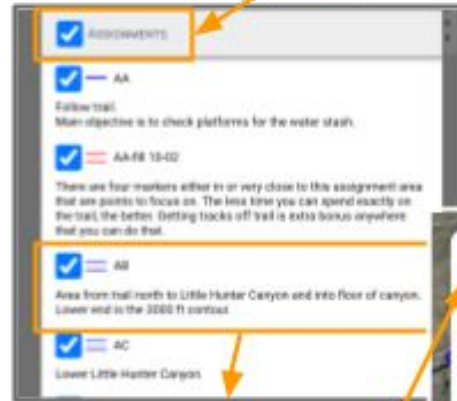 ASSIGNMENTS
AA
Follow trail.
Main objective is to check platforms for the water stash.
AA-fill 10-02
There are four markers either in or very close to this assignment area
that are points to focus on. The less time you can spend exactly on
the trail, the better. Getting tracks off trail is extra bonus anywhere
that you can do that.
AB
Area from trail north to Little Hunter Canyon and into floor of canyon.
Lower end is the 3000 ft contour.
AC
Lower Little Hunter Canyon.